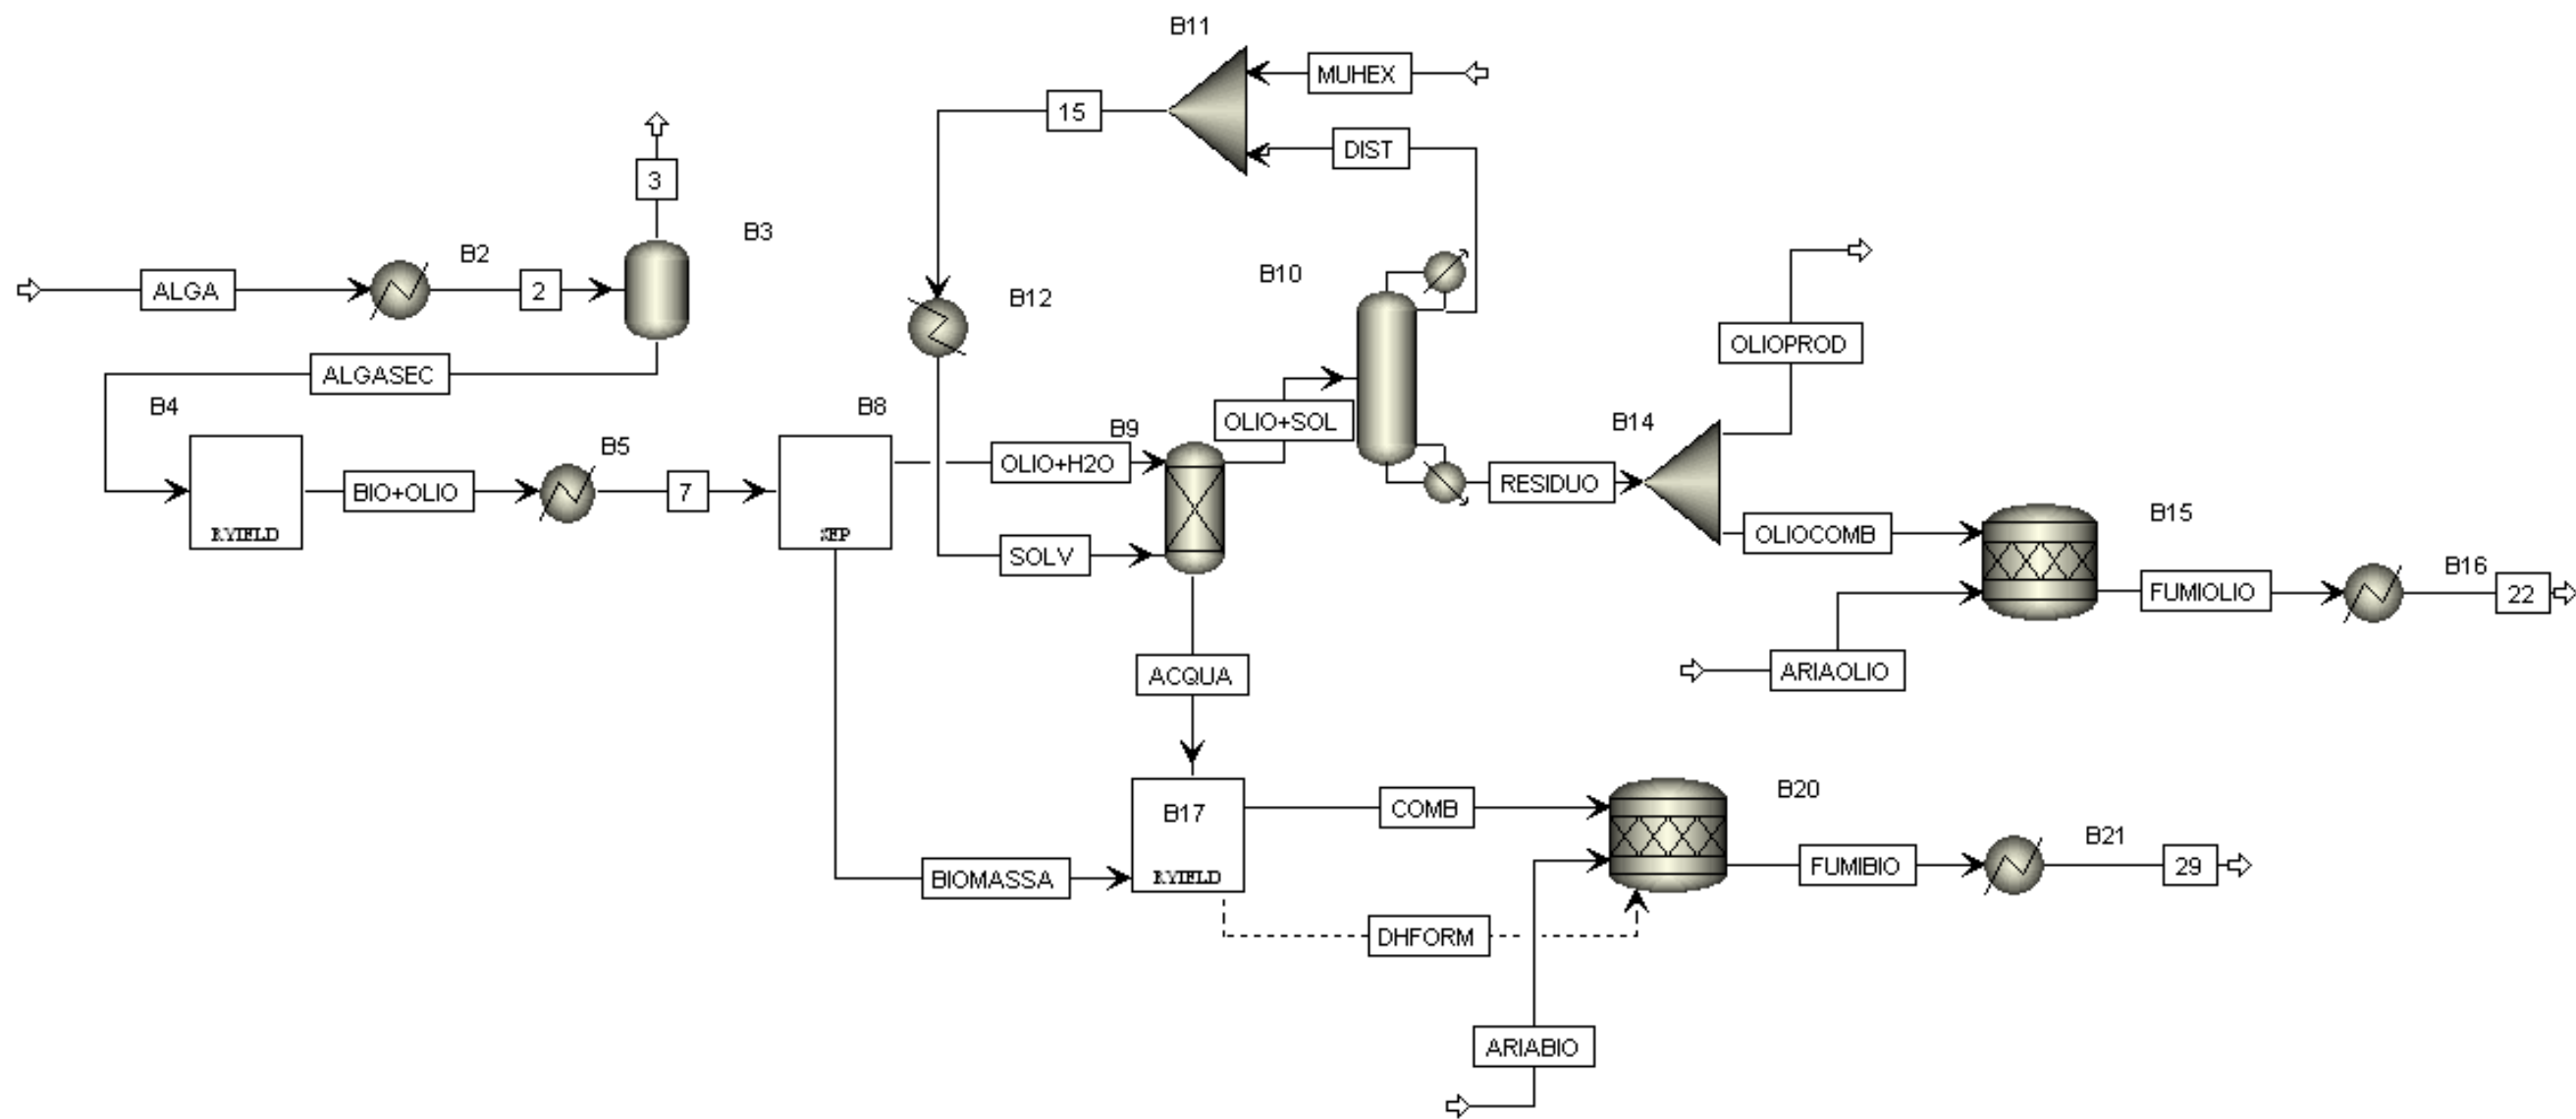 B11
MUHEX
15
DIST
3
B3
B2
ALGA
2
B10
B12
OLIOPROD
ALGASEC
B4
B8
OLIO+SOL
B14
B9
B5
OLIO+H2O
BIO+OLIO
7
RESIDUO
RYIELD
SEP
SOLV
OLIOCOMB
B15
B16
FUMIOLIO
22
ACQUA
ARIAOLIO
B17
COMB
B20
RYIELD
BIOMASSA
FUMIBIO
B21
29
DHFORM
ARIABIO